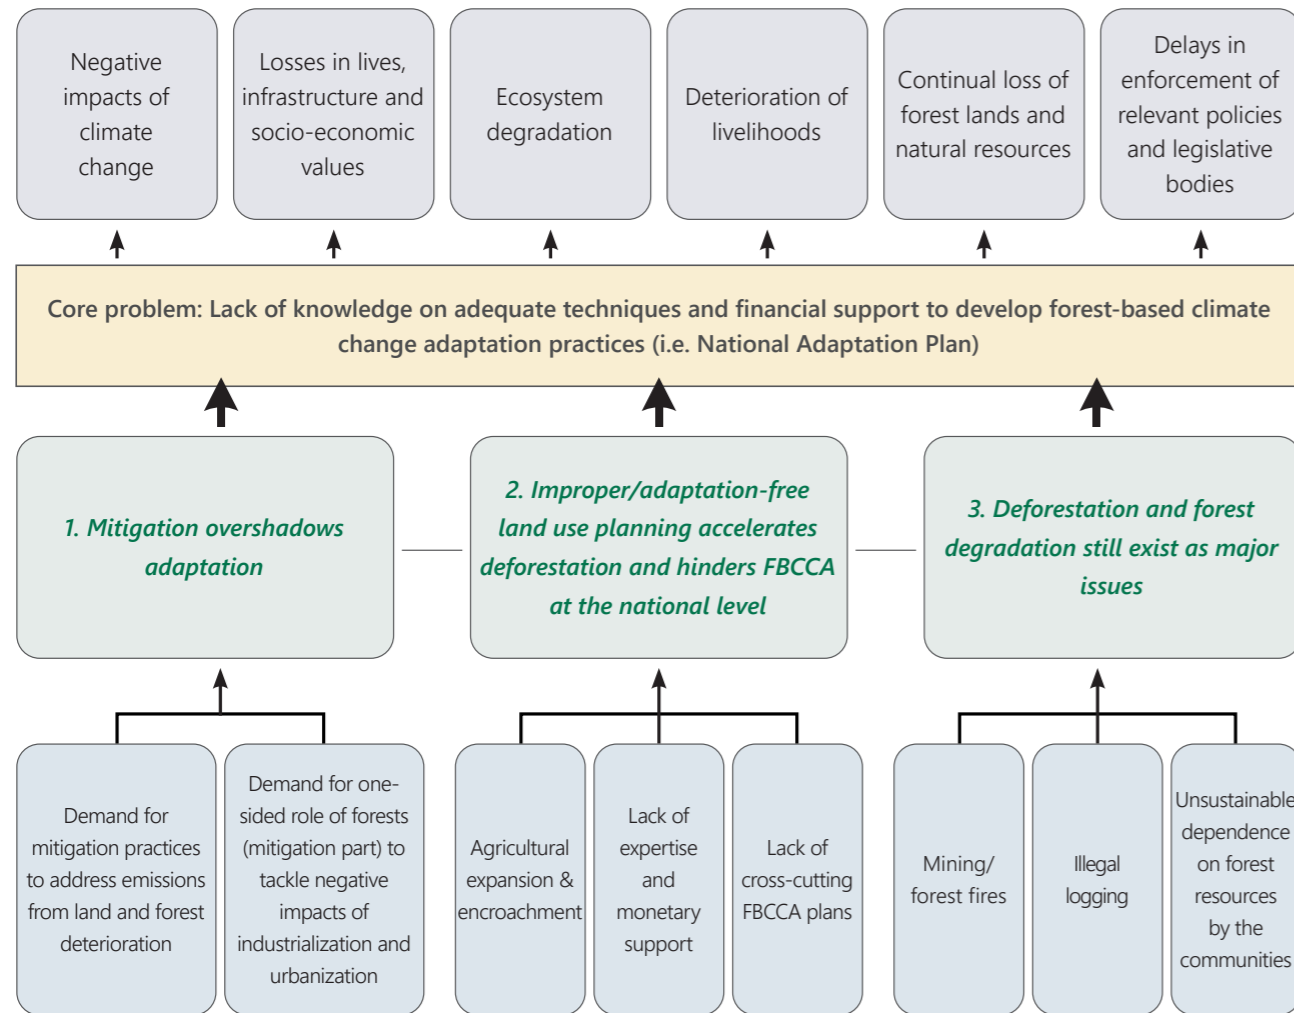 Negative
impacts of
climate
change
Losses in lives,
infrastructure and
socio-economic
values
Ecosystem
degradation
Deterioration of
livelihoods
Continual loss of
forest lands and
natural resources
Delays in
enforcement of
relevant policies
and legislative
bodies
Core problem: Lack of knowledge on adequate techniques and financial support to develop forest-based climate
change adaptation practices (i.e. National Adaptation Plan)
1. Mitigation overshadows
adaptation
2. Improper/adaptation-free
land use planning accelerates
deforestation and hinders FBCCA
at the national level
3. Deforestation and forest
degradation still exist as major
issues
Demand for
mitigation practices
to address emissions
from land and forest
deterioration
Demand for one-
sided role of forests
(mitigation part) to
tackle negative
impacts of
industrialization and
urbanization
Agricultural
expansion &
encroachment
Lack of
expertise
and
monetary
support
Lack of
cross-cutting
FBCCA plans
Mining/
forest fires
Illegal
logging
Unsustainable
dependence
on forest
resources
by the
communities